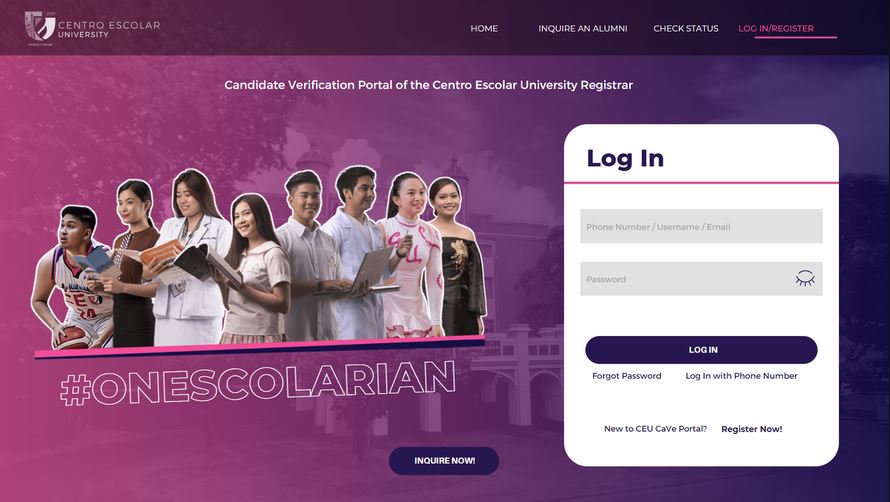 CENTRO ESCOLAR
UNIVERSITY
HOME
INQUIRE AN ALUMNI
CHECK STATUS
LOG IN/REGISTER
Candidate Verification Portal of the Centro Escolar University Registrar
Log In
Phone Number / Username / Email
Password
LOG IN
Forgot Password
Log In with Phone Number
New to CEU CaVe Portal?
Register Now!
#ONESCOLARIAN
INQUIRE NOW!